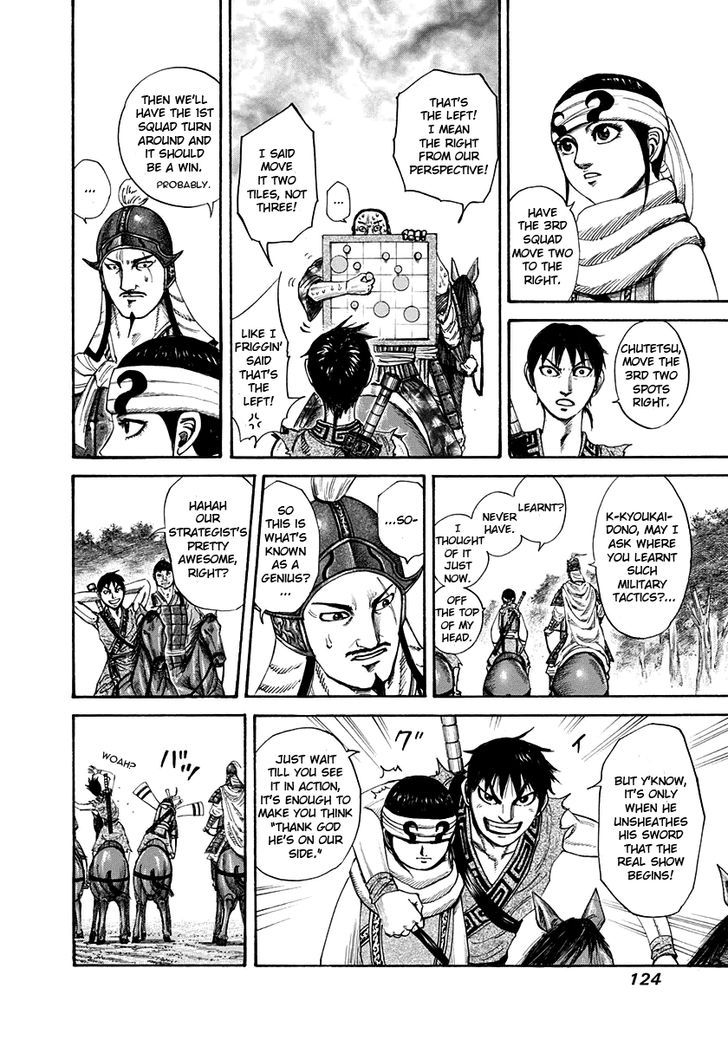 HAVE
THE 3RD
SQUAD
MOVE TWO
TO THE
RIGHT.
CHUTETSU,
MOVE THE
3RD TWO
SPOTS
RIGHT.
THAT'S
THE LEFT!
I MEAN
THE RIGHT
FROM OUR
PERSPECTIVE!
...
I SAID
MOVE
IT TWO
TILES, NOT
THREE!
LIKE I
FRIGGIN'
SAID
THAT'S
THE
LEFT!
THEN WE'LL
HAVE THE 1ST
SQUAD TURN
AROUND AND
IT SHOULD
BE A WIN.
PROBABLY.
...
K-KYOUKAI-
DONO, MAY I
ASK WHERE
YOU LEARNT
SUCH
MILITARY
TACTICS?...
LEARNT?
NEVER
HAVE.
I
THOUGHT
OF IT
JUST
NOW.
OFF
THE TOP
OF MY
HEAD.
...SO-
SO
THIS IS
WHAT'S
KNOWN
AS A
GENIUS?
...
HAHAH
OUR
STRATEGIST'S
PRETTY
AWESOME,
RIGHT?
BUT Y'KNOW,
IT'S ONLY
WHEN HE
UNSHEATHES
HIS SWORD
THAT THE
REAL SHOW
BEGINS!
グイ
JUST WAIT
TILL YOU SEE
IT IN ACTION,
IT'S ENOUGH TO
MAKE YOU THINK
"THANK GOD
HE'S ON OUR
SIDE."
バッ
WOAH?
124